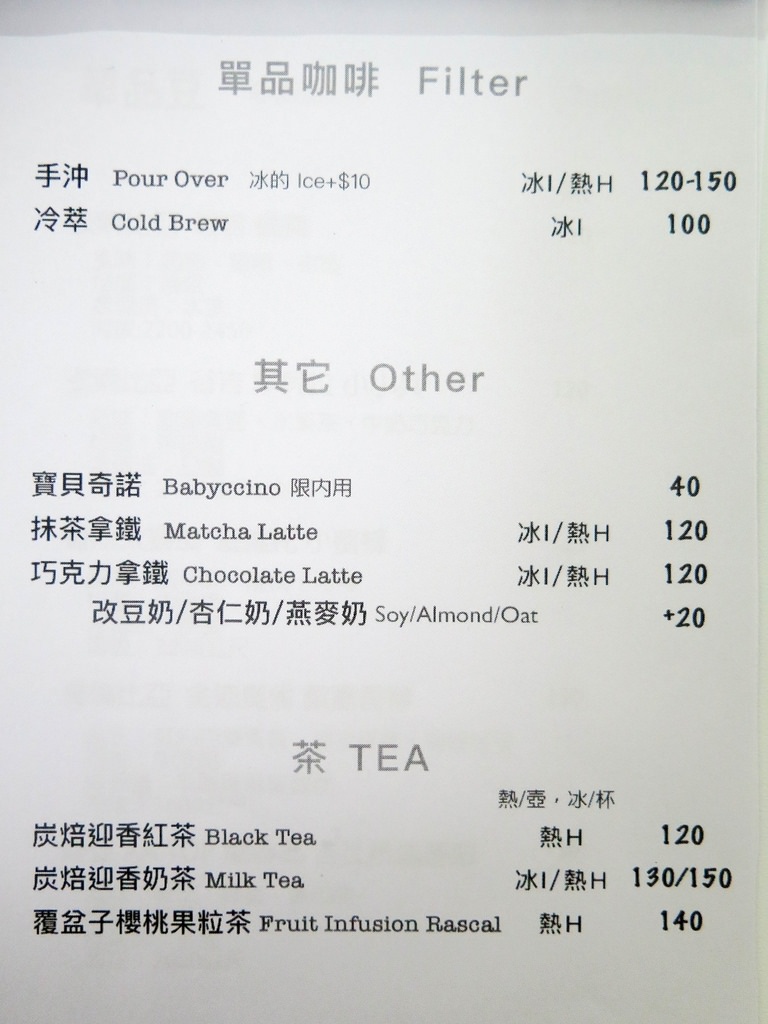 單品咖啡 Filter
手沖 Pour Over 冰的 Ice+$10 冰I/熱H 120-150
冷萃 Cold Brew 冰I 100
其它 Other
寶貝奇諾 Babyccino 限内用 40
抹茶拿鐵 Matcha Latte 冰I/熱H 120
巧克力拿鐵 Chocolate Latte 冰I/熱H 120
改豆奶/杏仁奶/燕麥奶 Soy/Almond/Oat +20
茶 TEA
熱/壺，冰/杯
炭焙迎香紅茶 Black Tea 熱H 120
炭焙迎香奶茶 Milk Tea 冰I/熱H 130/150
覆盆子櫻桃果粒茶 Fruit Infusion Rascal 熱H 140